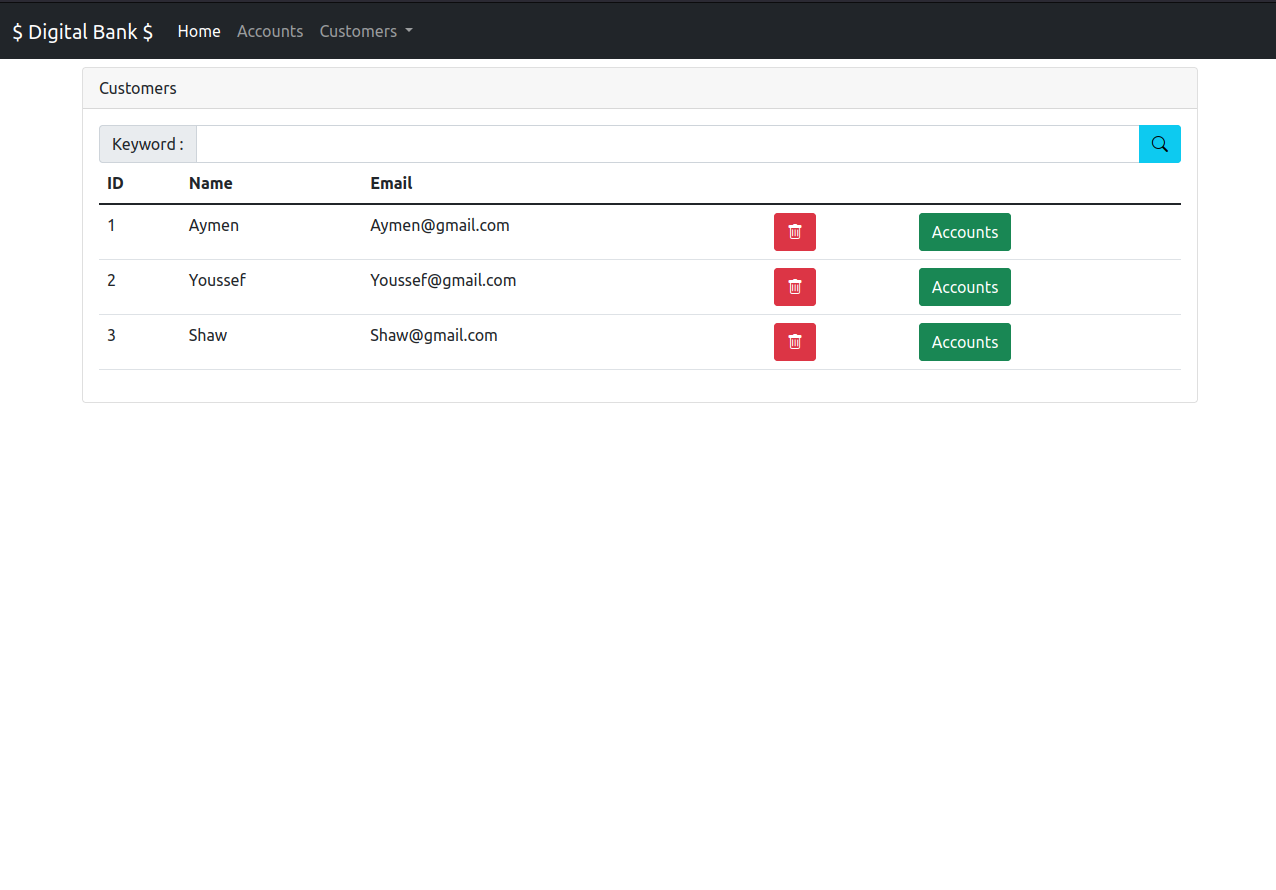 $ Digital Bank $ Home Accounts Customers
Customers
Keyword :
ID Name Email
1 Aymen Aymen@gmail.com Accounts
2 Youssef Youssef@gmail.com Accounts
3 Shaw Shaw@gmail.com Accounts